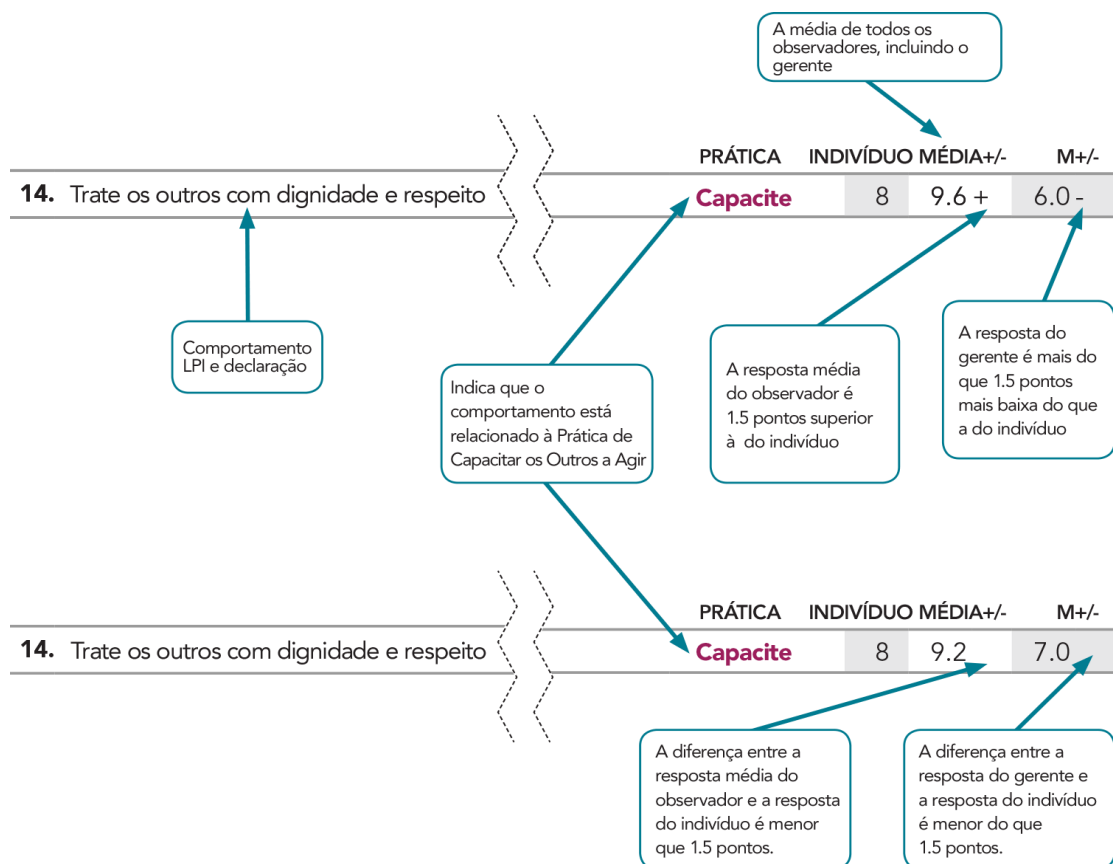 A média de todos os
observadores, incluindo o
gerente
PRÁTICA INDIVÍDUO MÉDIA+/- M+/-
14. Trate os outros com dignidade e respeito Capacite 8 9.6 + 6.0 -
Comportamento
LPI e declaração
Indica que o
comportamento está
relacionado à Prática de
Capacitar os Outros a Agir
A resposta média
do observador é
1.5 pontos superior
à do indivíduo
A resposta do
gerente é mais do
que 1.5 pontos
mais baixa do que
a do indivíduo
PRÁTICA INDIVÍDUO MÉDIA+/- M+/-
14. Trate os outros com dignidade e respeito Capacite 8 9.2 7.0
A diferença entre a
resposta média do
observador e a resposta
do indivíduo é menor
que 1.5 pontos.
A diferença entre a
resposta do gerente e
a resposta do indivíduo
é menor do que
1.5 pontos.